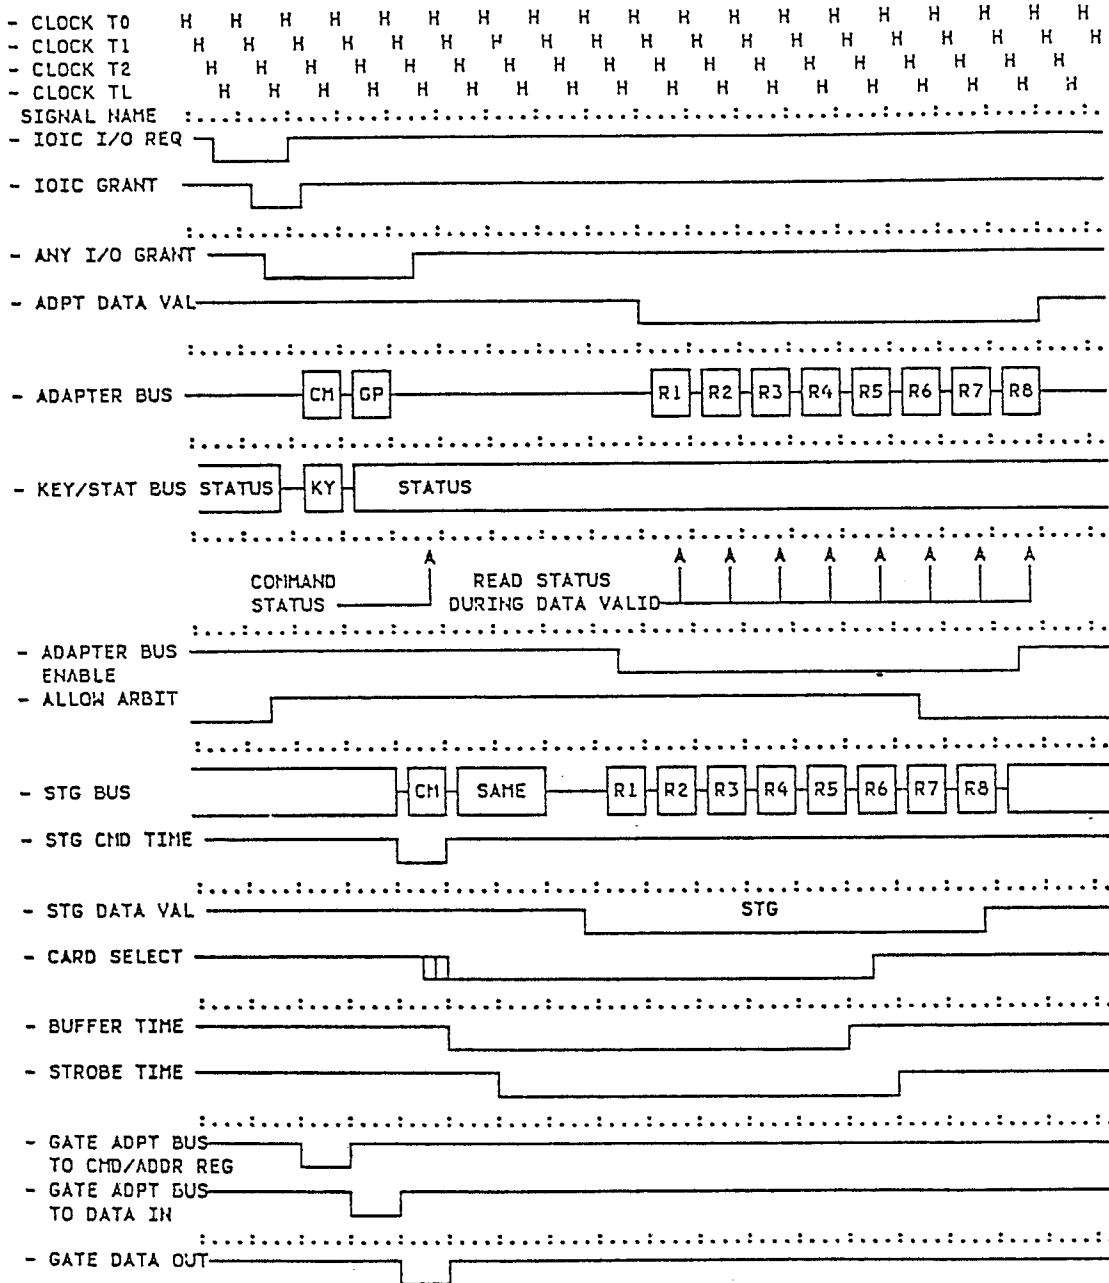 - CLOCK T0 H H H H H H H H H H H H H H H H H H H
- CLOCK T1 H H H H H H H H H H H H H H H H H H H
- CLOCK T2 H H H H H H H H H H H H H H H H H H
- CLOCK TL H H H H H H H H H H H H H H H H H H
SIGNAL NAME
- IOIC I/O REQ
- IOIC GRANT
- ANY I/O GRANT
- ADPT DATA VAL
- ADAPTER BUS CM GP R1 R2 R3 R4 R5 R6 R7 R8
- KEY/STAT BUS STATUS KY STATUS
COMMAND STATUS
READ STATUS
DURING DATA VALID
- ADAPTER BUS
ENABLE
- ALLOW ARBIT
- STG BUS CM SAME R1 R2 R3 R4 R5 R6 R7 R8
- STG CMD TIME
- STG DATA VAL STG
- CARD SELECT
- BUFFER TIME
- STROBE TIME
- GATE ADPT BUS
TO CMD/ADDR REG
- GATE ADPT BUS
TO DATA IN
- GATE DATA OUT